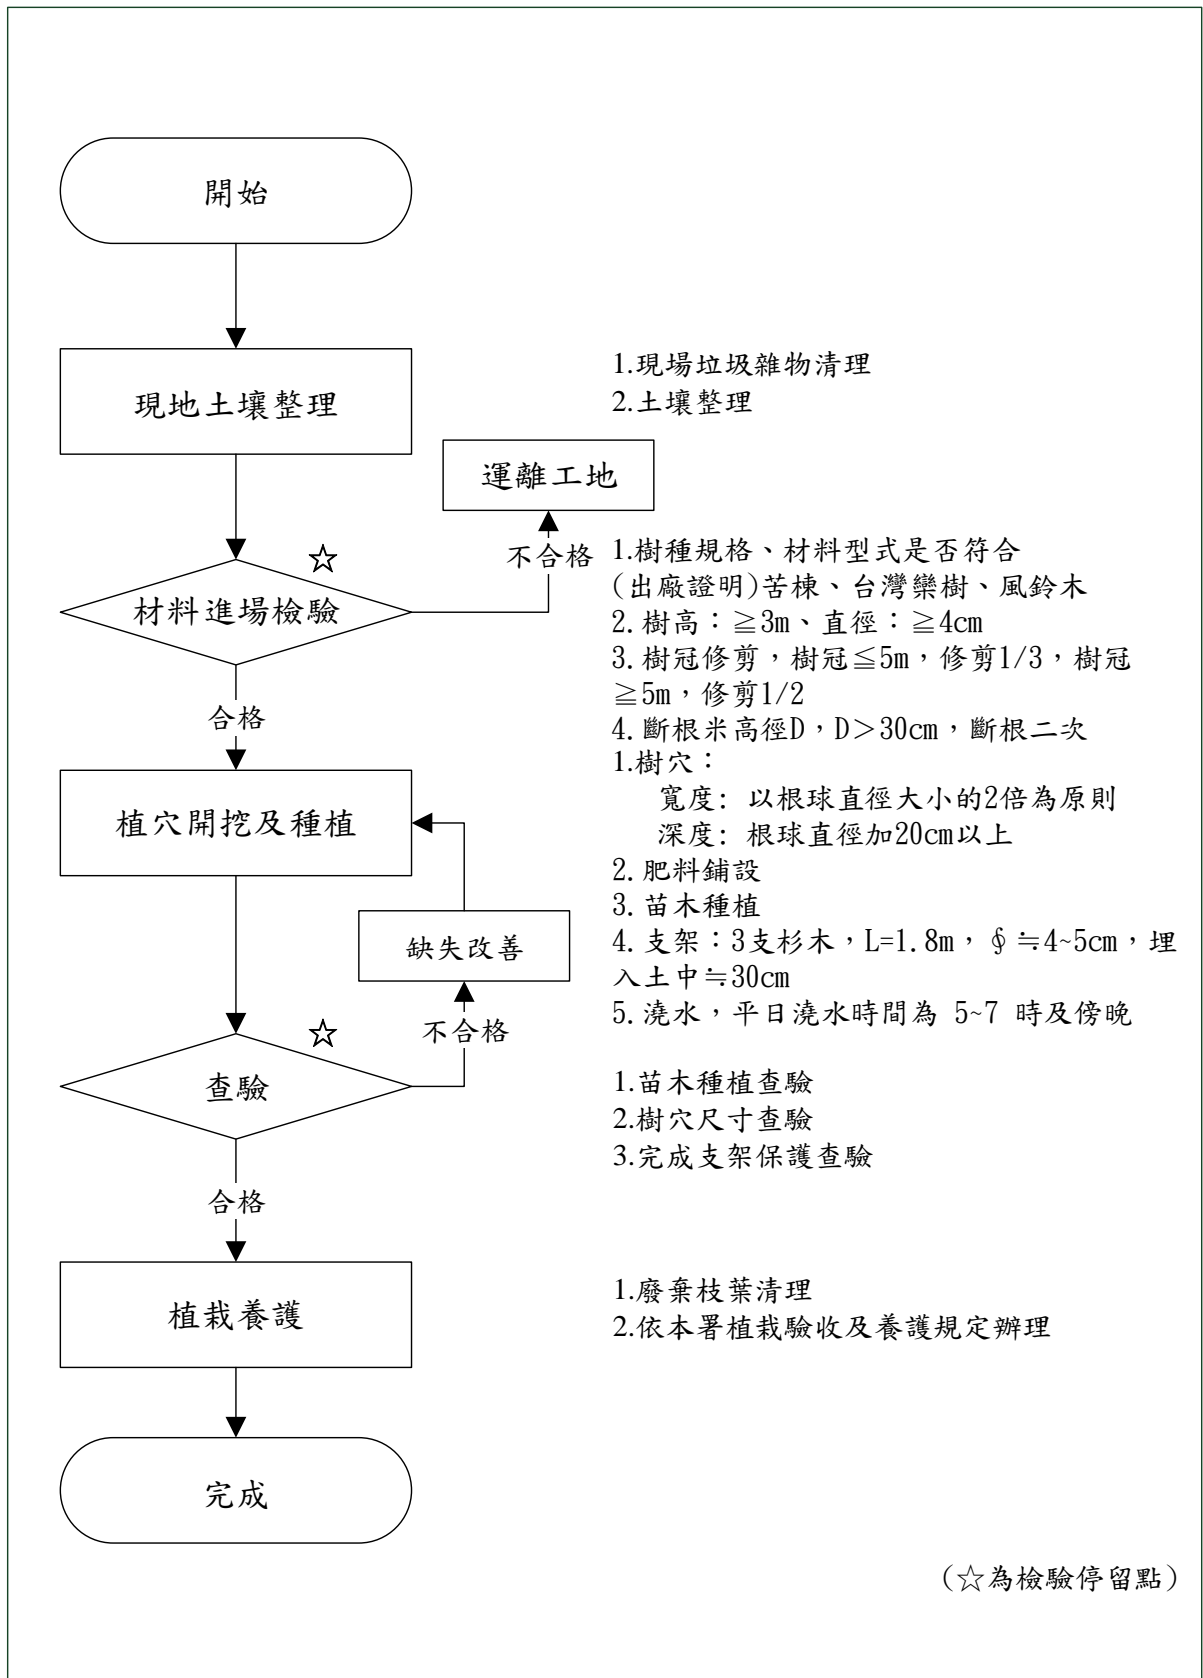 開始
現地土壤整理
1.現場垃圾雜物清理
2.土壤整理
運離工地
不合格
☆
材料進場檢驗
1.樹種規格、材料型式是否符合
(出廠證明)苦楝、台灣欒樹、風鈴木
2.樹高：≧3m、直徑：≧4cm
3.樹冠修剪，樹冠≦5m，修剪1/3，樹冠
≧5m，修剪1/2
4.斷根米高徑D，D＞30cm，斷根二次
合格
植穴開挖及種植
1.樹穴：
寬度: 以根球直徑大小的2倍為原則
深度: 根球直徑加20cm以上
2.肥料鋪設
3.苗木種植
4.支架：3支杉木，L=1.8m，∮≒4~5cm，埋
入土中≒30cm
5.澆水，平日澆水時間為 5~7 時及傍晚
缺失改善
不合格
☆
查驗
1.苗木種植查驗
2.樹穴尺寸查驗
3.完成支架保護查驗
合格
植栽養護
1.廢棄枝葉清理
2.依本署植栽驗收及養護規定辦理
完成
(☆為檢驗停留點)